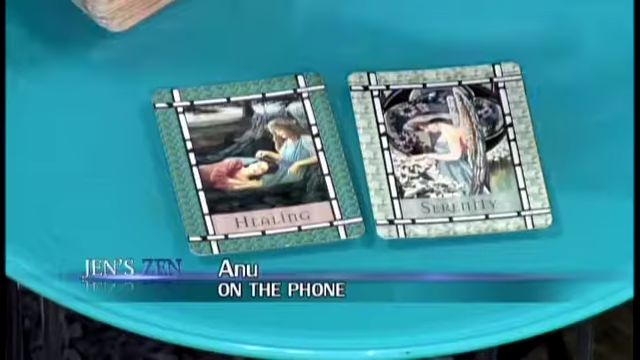 HEALING
SERENITY
JEN'S ZEN
Anu
ON THE PHONE